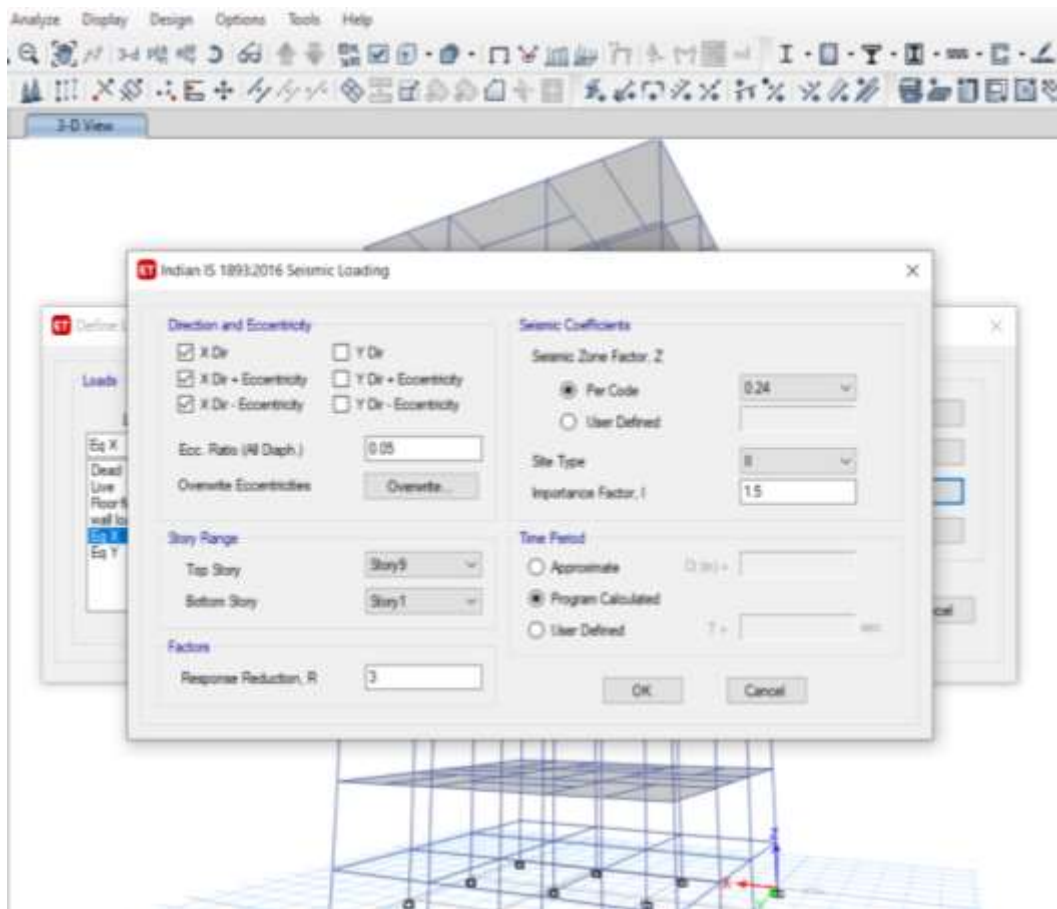 Analyze Display Design Options Tools Help
3-D View
Indian IS 1893:2016 Seismic Loading
Define
Loads
Eq X
Dead
Live
Floor
wall
Eq X
Eq Y
Direction and Eccentricity
X Dir Y Dir
X Dir + Eccentricity Y Dir + Eccentricity
X Dir - Eccentricity Y Dir - Eccentricity
Ecc. Ratio (All Diaph.) 0.05
Overwrite Eccentricities Overwrite...
Story Range
Top Story Story9
Bottom Story Story1
Factors
Response Reduction, R 3
Seismic Coefficients
Seismic Zone Factor, Z
Per Code 0.24
User Defined
Site Type II
Importance Factor, I 1.5
Time Period
Approximate
Program Calculated
User Defined T = sec
OK Cancel